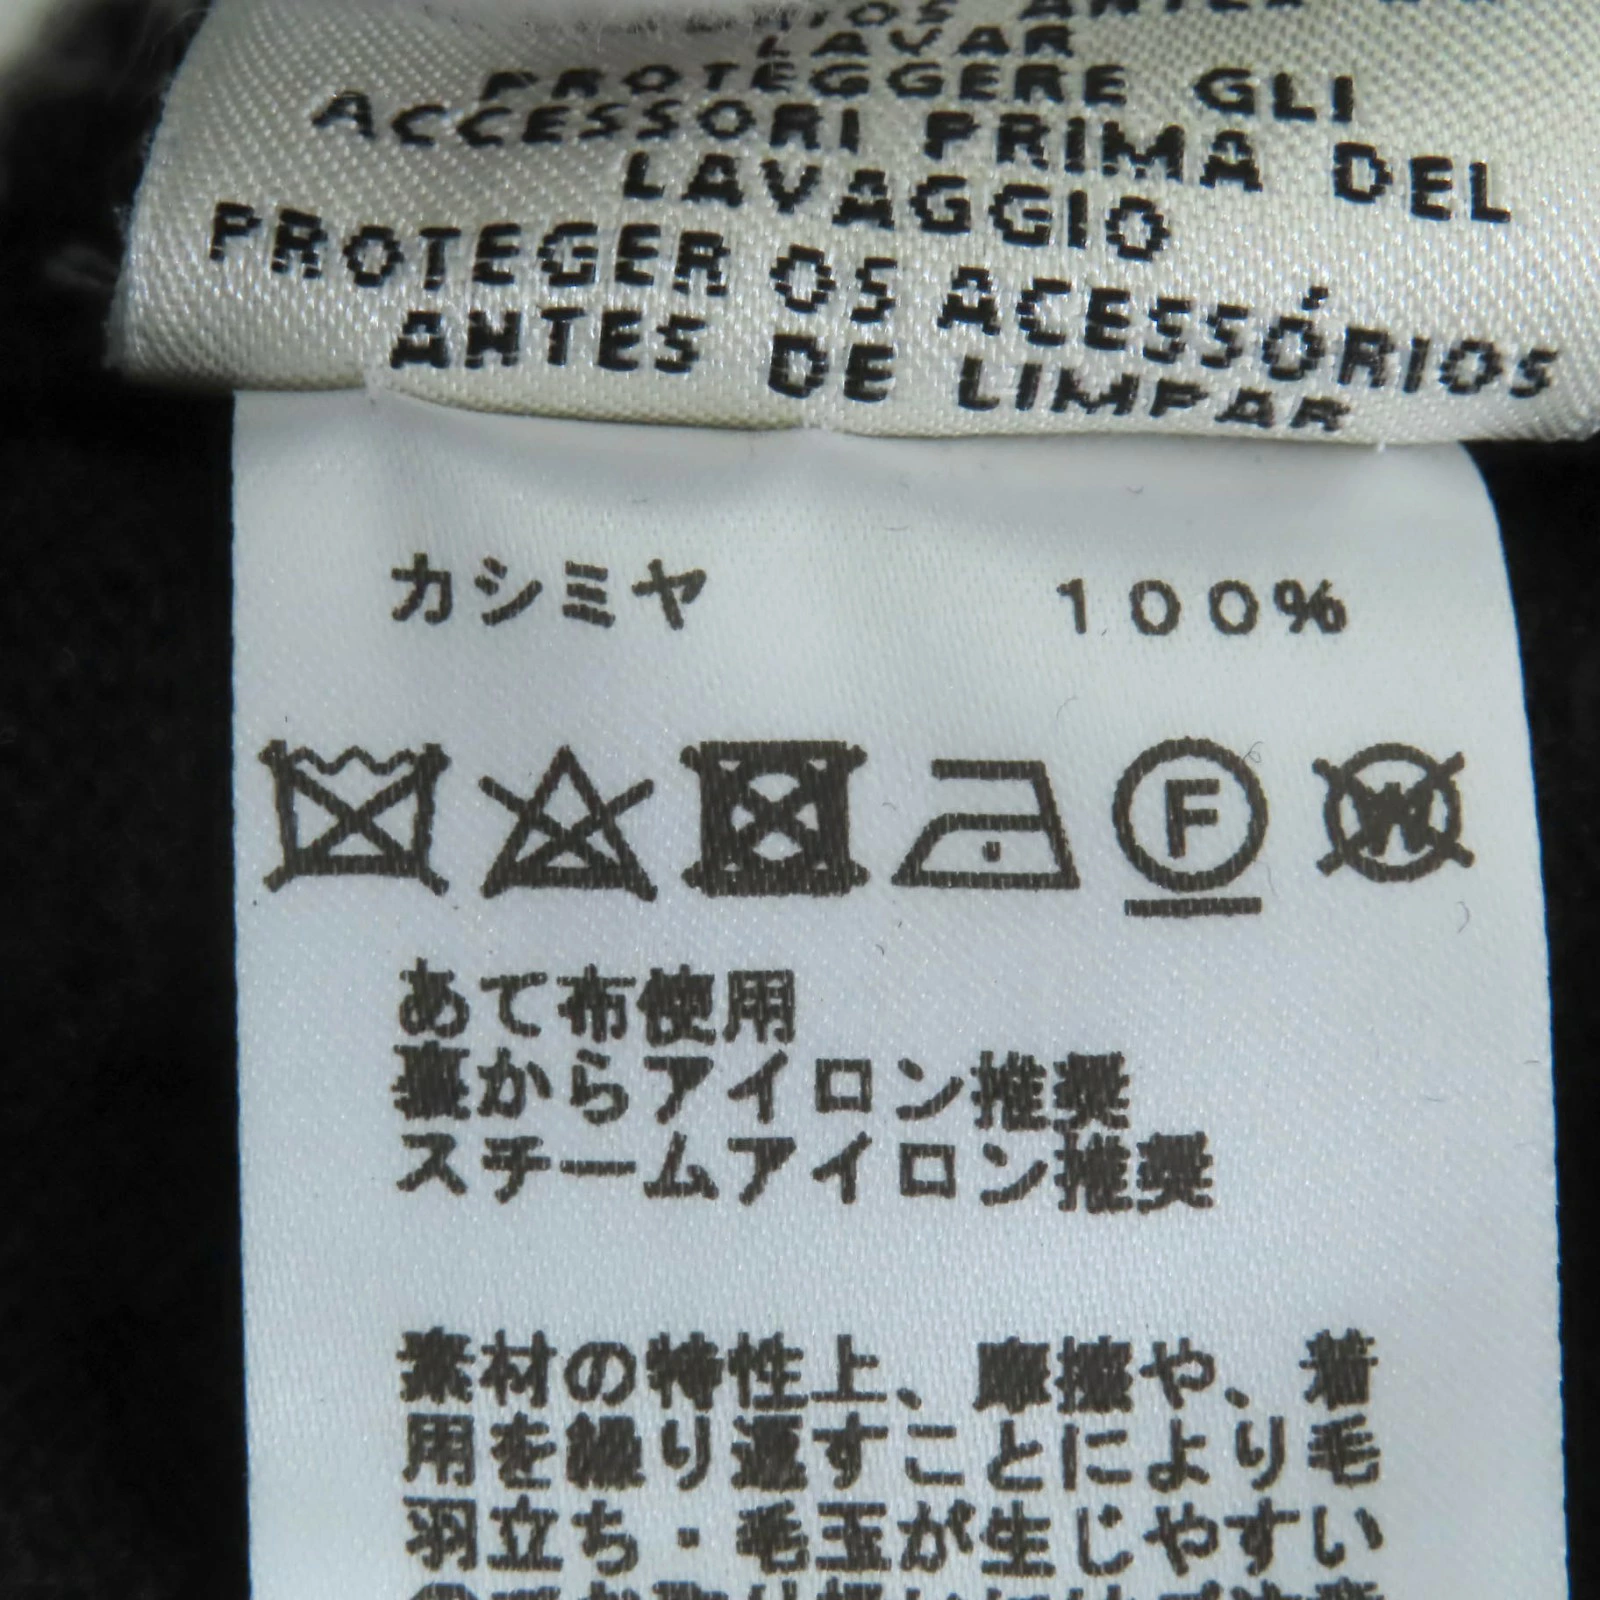 LAVAR
PROTEGGERE GLI
ACCESSORI PRIMA DEL
LAVAGGIO
PROTEGER OS ACESSÓRIOS
ANTES DE LIMPAR
カシミヤ 100%
F W
あて布使用
裏からアイロン推奨
スチームアイロン推奨
素材の特性上、摩擦や、着
用を繰り返すことにより毛
羽立ち・毛玉が生じやすい